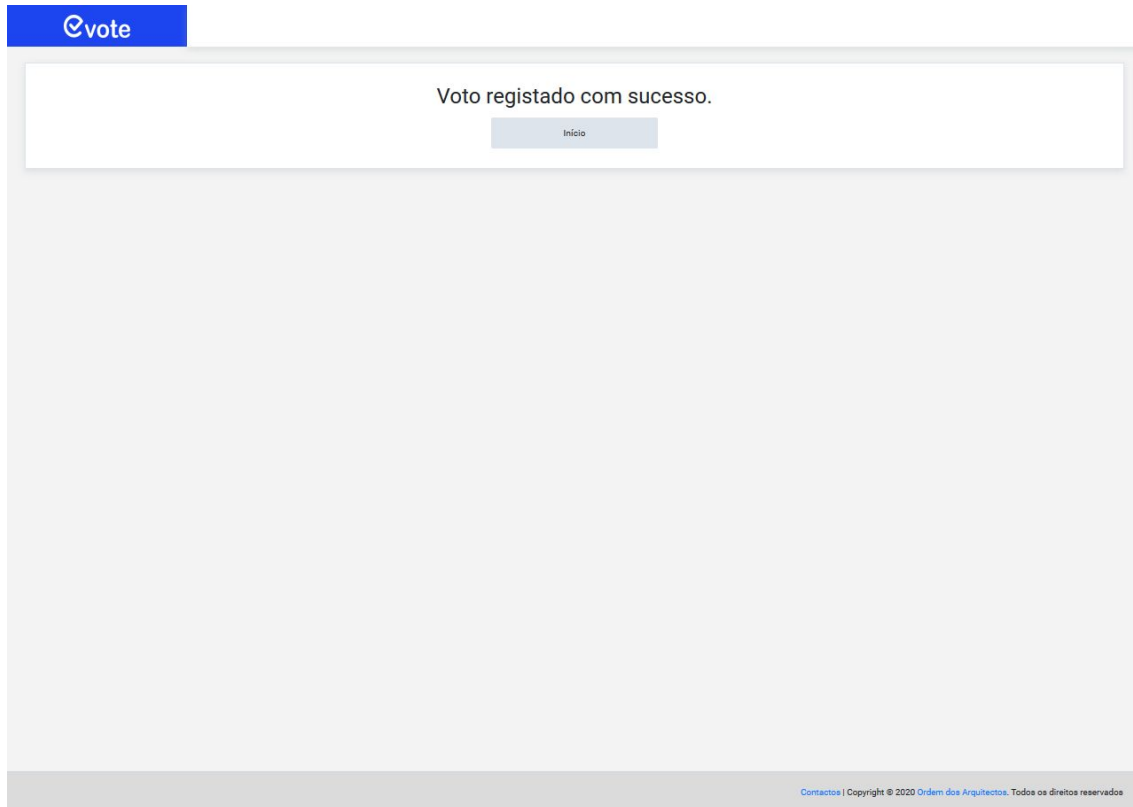 evote
Voto registado com sucesso.
Início
Contactos | Copyright © 2020 Ordem dos Arquitectos. Todos os direitos reservados